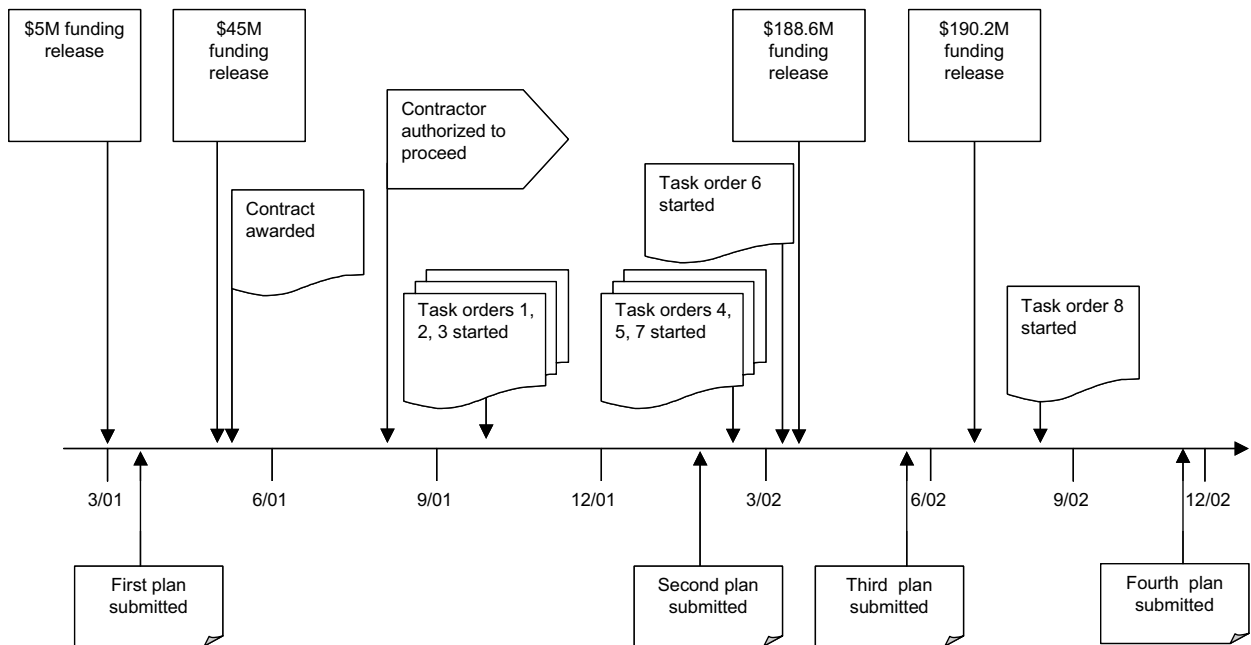 $5M funding
release
$45M
funding
release
$188.6M
funding
release
$190.2M
funding
release
Contractor
authorized to
proceed
Task order 6
started
Contract
awarded
Task orders 1,
2, 3 started
Task orders 4,
5, 7 started
Task order 8
started
3/01
6/01
9/01
12/01
3/02
6/02
9/02
12/02
First plan
submitted
Second plan
submitted
Third plan
submitted
Fourth plan
submitted